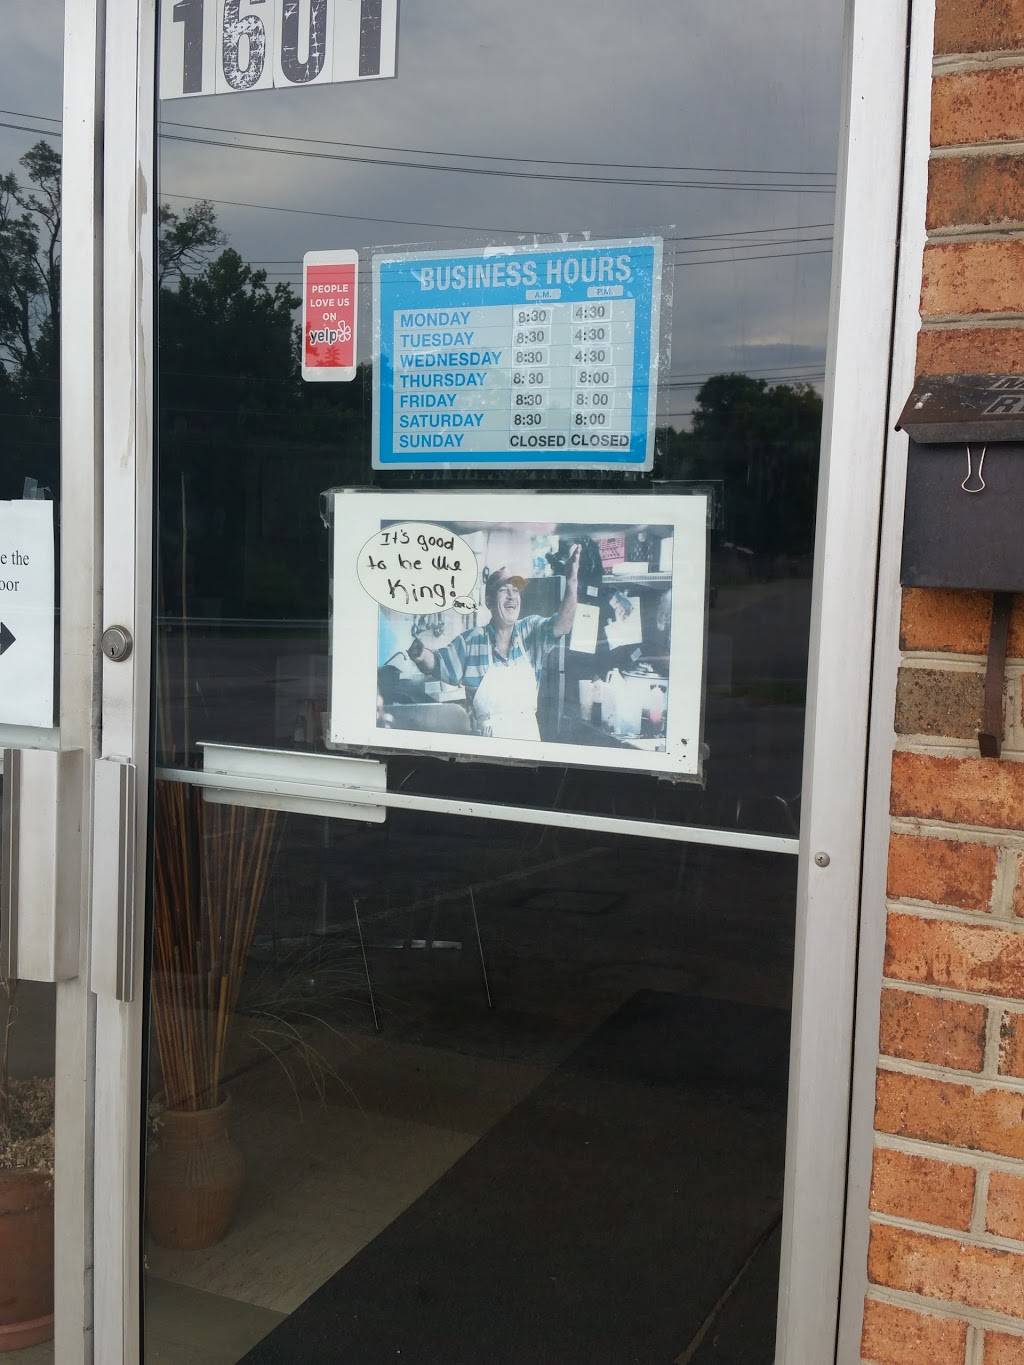 1601
PEOPLE
LOVE US
ON
yelp
BUSINESS HOURS
A.M. P.M.
MONDAY 8:30 4:30
TUESDAY 8:30 4:30
WEDNESDAY 8:30 4:30
THURSDAY 8:30 8:00
FRIDAY 8:30 8:00
SATURDAY 8:30 8:00
SUNDAY CLOSED CLOSED
e the
oor
It's good
to be the
King!